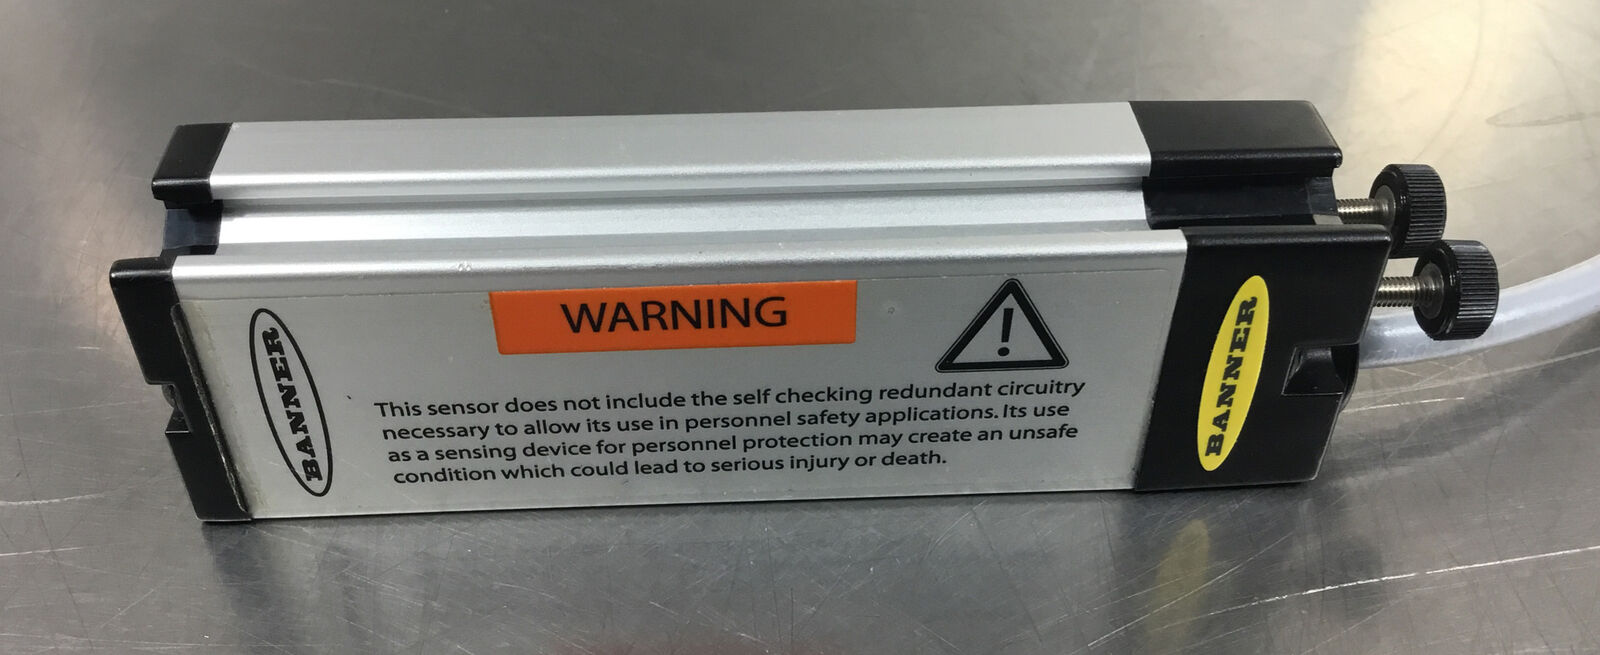 BANNER
WARNING
This sensor does not include the self checking redundant circuitry
necessary to allow its use in personnel safety applications. Its use
as a sensing device for personnel protection may create an unsafe
condition which could lead to serious injury or death.
BANNER